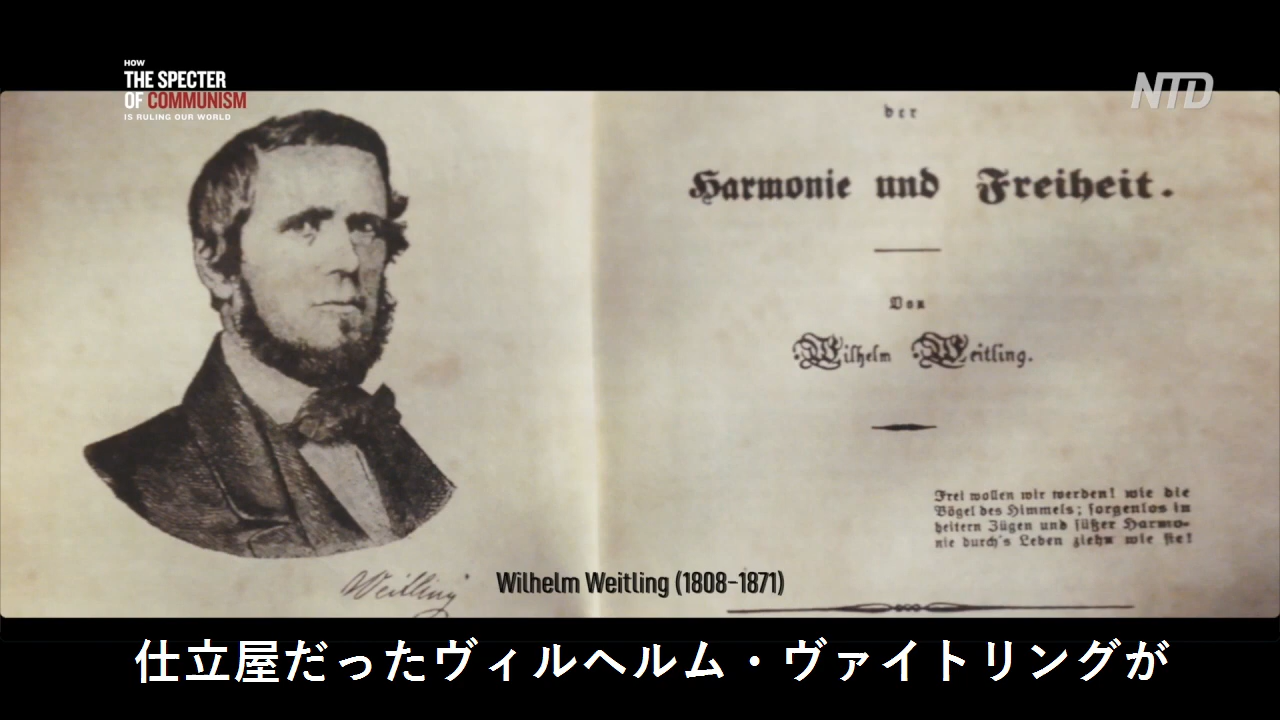 HOW
THE SPECTER
OF COMMUNISM
IS RULING OUR WORLD
NTD
der
Harmonie und Freiheit.
Von
Wilhelm Weitling.
Frei wollen wir werden! wie die
Vögel des Himmels; sorgenlos in
heitern Zügen und süßer Harmo-
nie durch's Leben ziehn wie sie!
Weitling
Wilhelm Weitling (1808-1871)
仕立屋だったヴィルヘルム・ヴァイトリングが